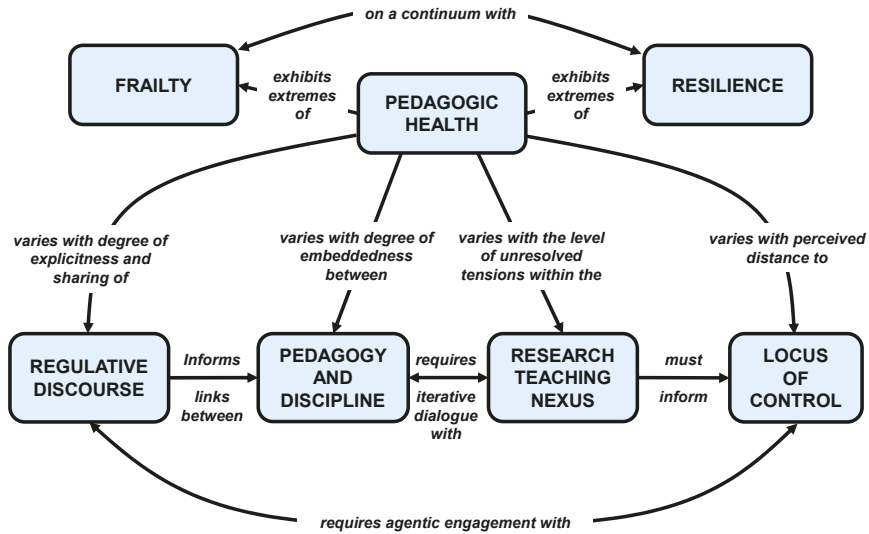 on a continuum with
FRAILTY
exhibits
extremes
of
PEDAGOGIC
HEALTH
exhibits
extremes
of
RESILIENCE
varies with degree of
explicitness and
sharing of
varies with degree of
embeddedness
between
varies with the level
of unresolved
tensions within the
varies with perceived
distance to
REGULATIVE
DISCOURSE
Informs
links
between
PEDAGOGY
AND
DISCIPLINE
requires
iterative
dialogue
with
RESEARCH
TEACHING
NEXUS
must
inform
LOCUS
OF
CONTROL
requires agentic engagement with